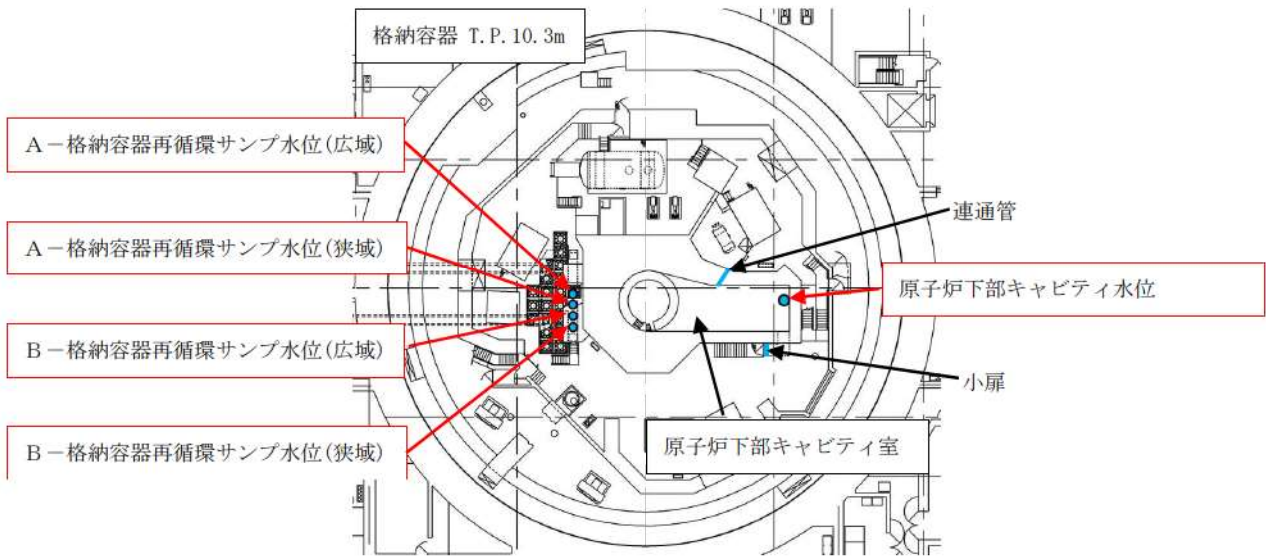 格納容器 T.P.10.3m
A－格納容器再循環サンプ水位(広域)
A－格納容器再循環サンプ水位(狭域)
B－格納容器再循環サンプ水位(広域)
B－格納容器再循環サンプ水位(狭域)
連通管
原子炉下部キャビティ水位
小扉
原子炉下部キャビティ室